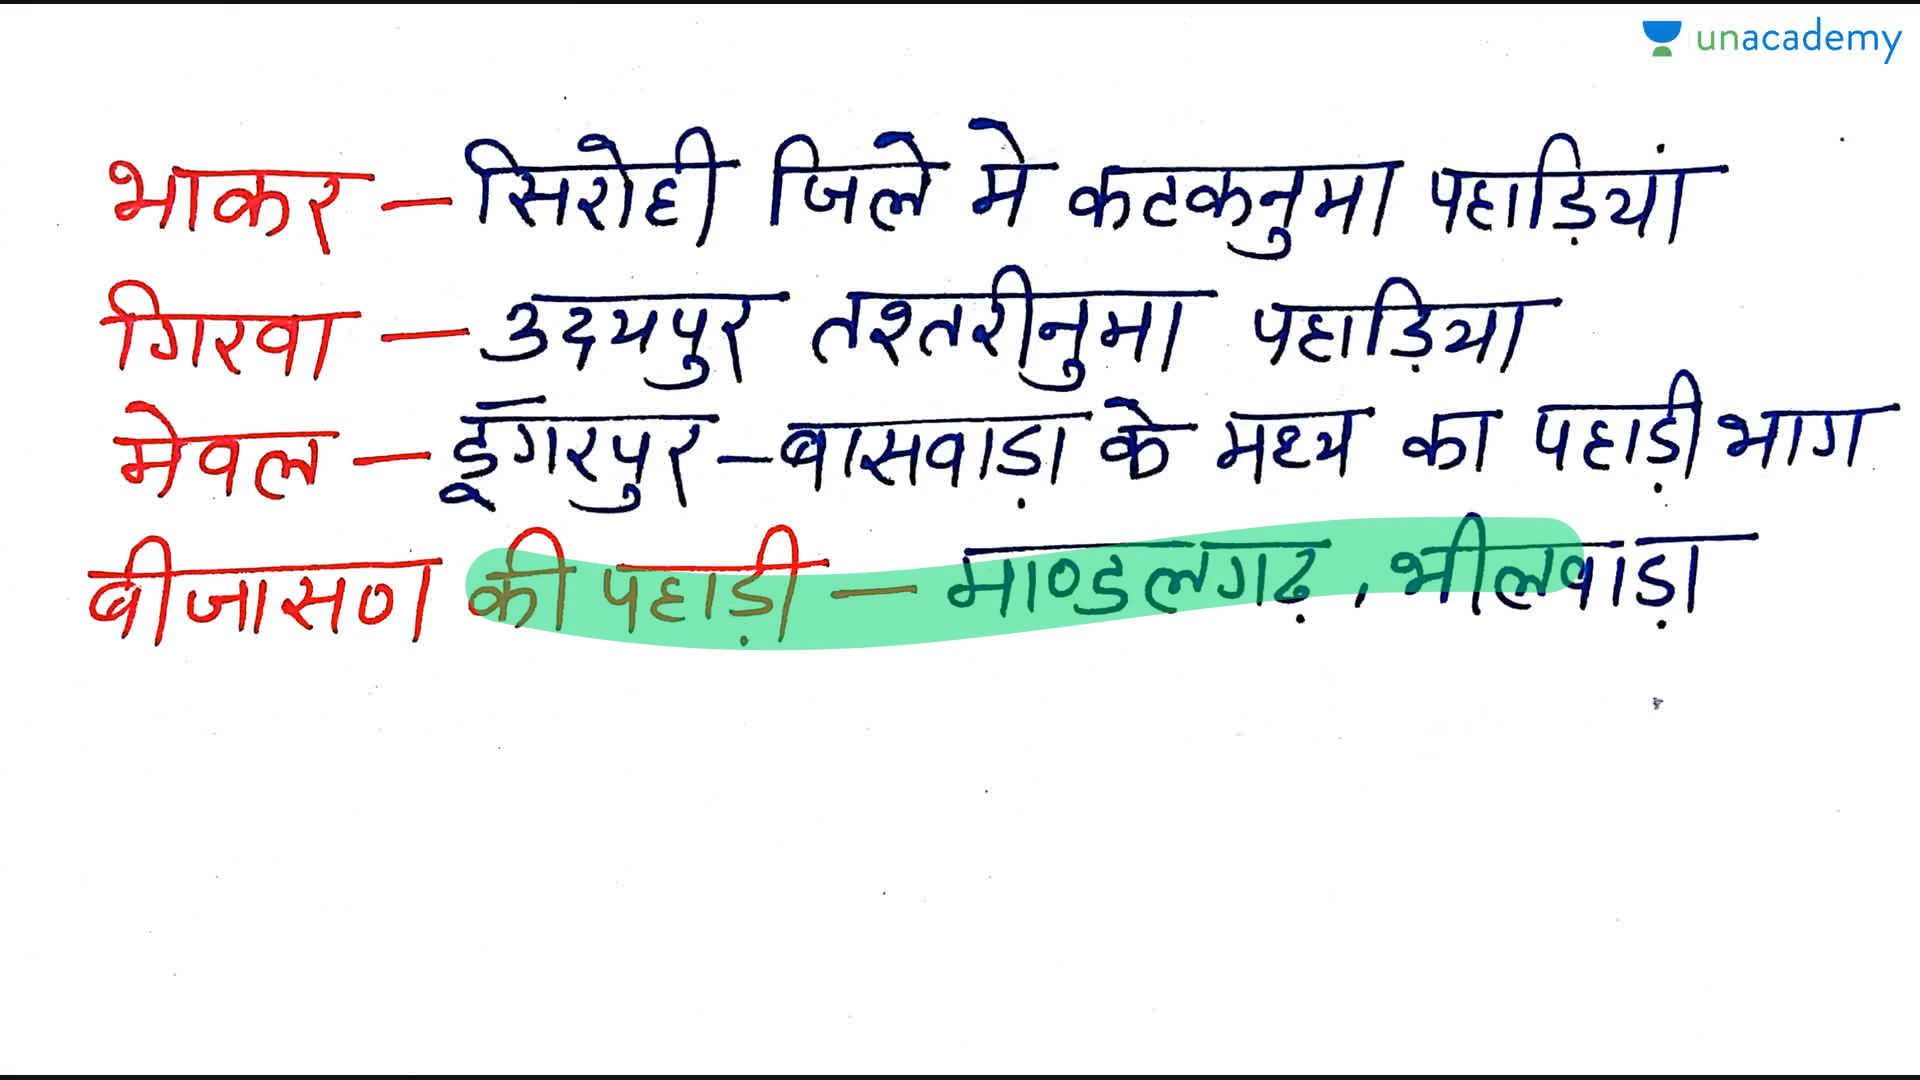 unacademy
भाकर – सिरोही जिले मे कटकनुमा पहाड़ियां
गिरवा – उदयपुर तश्तरीनुमा पहाड़िया
मेवल – डूंगरपुर – बासवाड़ा के मध्य का पहाड़ी भाग
बीजासण की पहाड़ी – माण्डलगढ़, भीलवाड़ा